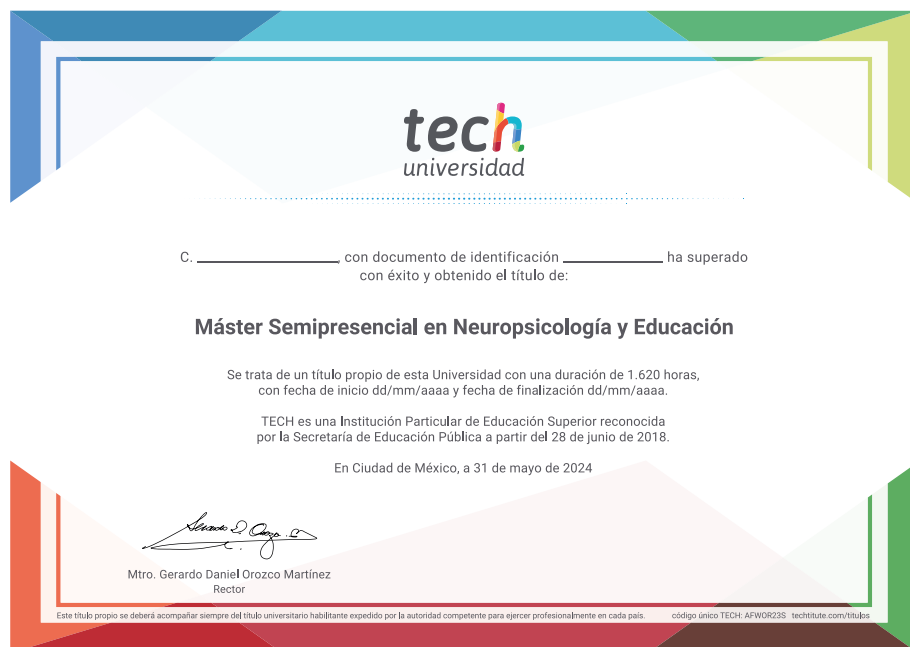 tech
universidad
C. ____________________, con documento de identificación ______________ ha superado
con éxito y obtenido el título de:
Máster Semipresencial en Neuropsicología y Educación
Se trata de un título propio de esta Universidad con una duración de 1.620 horas,
con fecha de inicio dd/mm/aaaa y fecha de finalización dd/mm/aaaa.
TECH es una Institución Particular de Educación Superior reconocida
por la Secretaría de Educación Pública a partir del 28 de junio de 2018.
En Ciudad de México, a 31 de mayo de 2024
Mtro. Gerardo Daniel Orozco Martínez
Rector
Este título propio se deberá acompañar siempre del título universitario habilitante expedido por la autoridad competente para ejercer profesionalmente en cada país. código único TECH: AFWOR23S techtitute.com/titulos